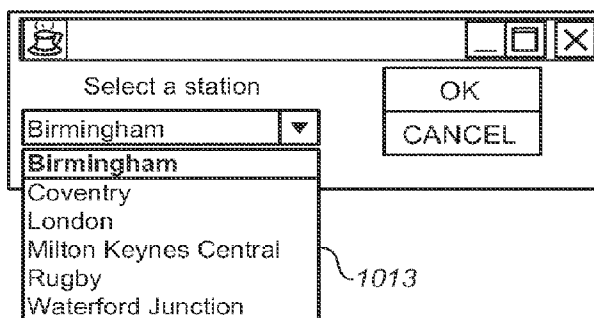 Select a station
OK
Birmingham
CANCEL
Birmingham
Coventry
London
Milton Keynes Central
1013
Rugby
Waterford Junction